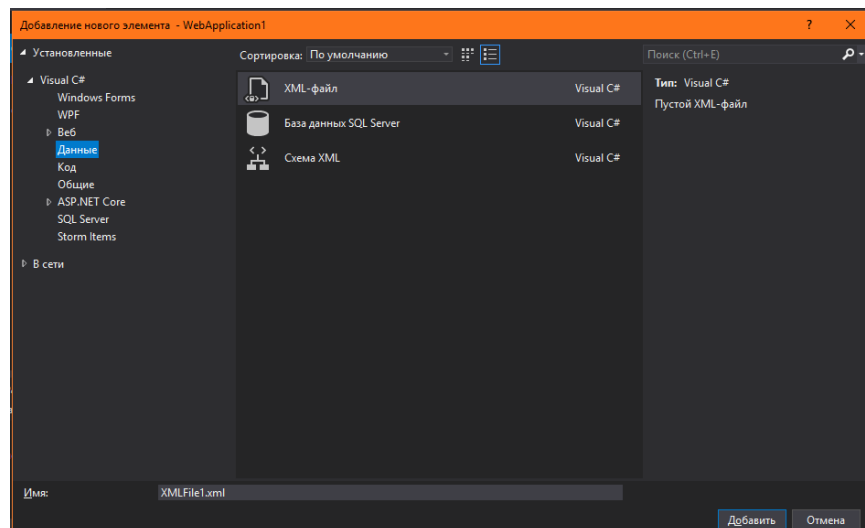 Добавление нового элемента - WebApplication1
? ×
Установленные
Сортировка: По умолчанию
Поиск (Ctrl+E)
Visual C#
Windows Forms
WPF
Веб
Данные
Код
Общие
ASP.NET Core
SQL Server
Storm Items
В сети
XML-файл Visual C#
База данных SQL Server Visual C#
Схема XML Visual C#
Тип: Visual C#
Пустой XML-файл
Имя: XMLFile1.xml
Добавить Отмена